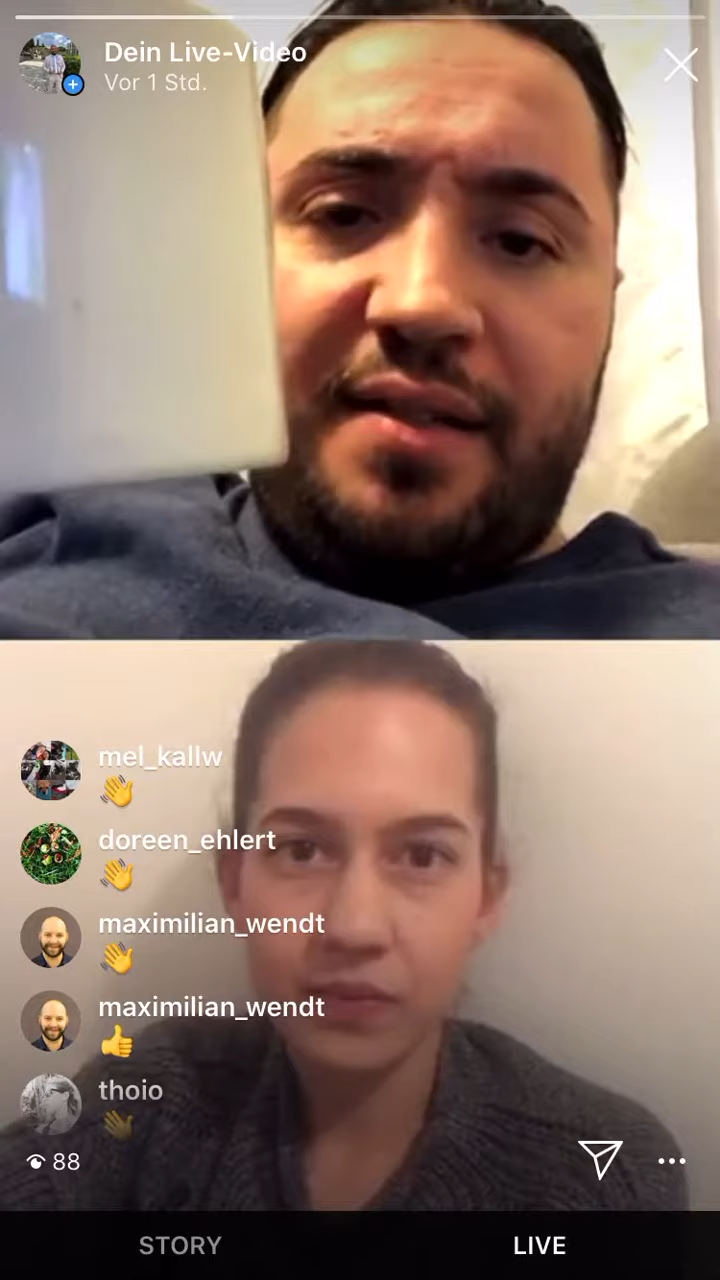 Dein Live-Video
Vor 1 Std.
mel_kallw
👋
doreen_ehlert
👋
maximilian_wendt
👋
maximilian_wendt
👍
thoio
👋
88
STORY
LIVE